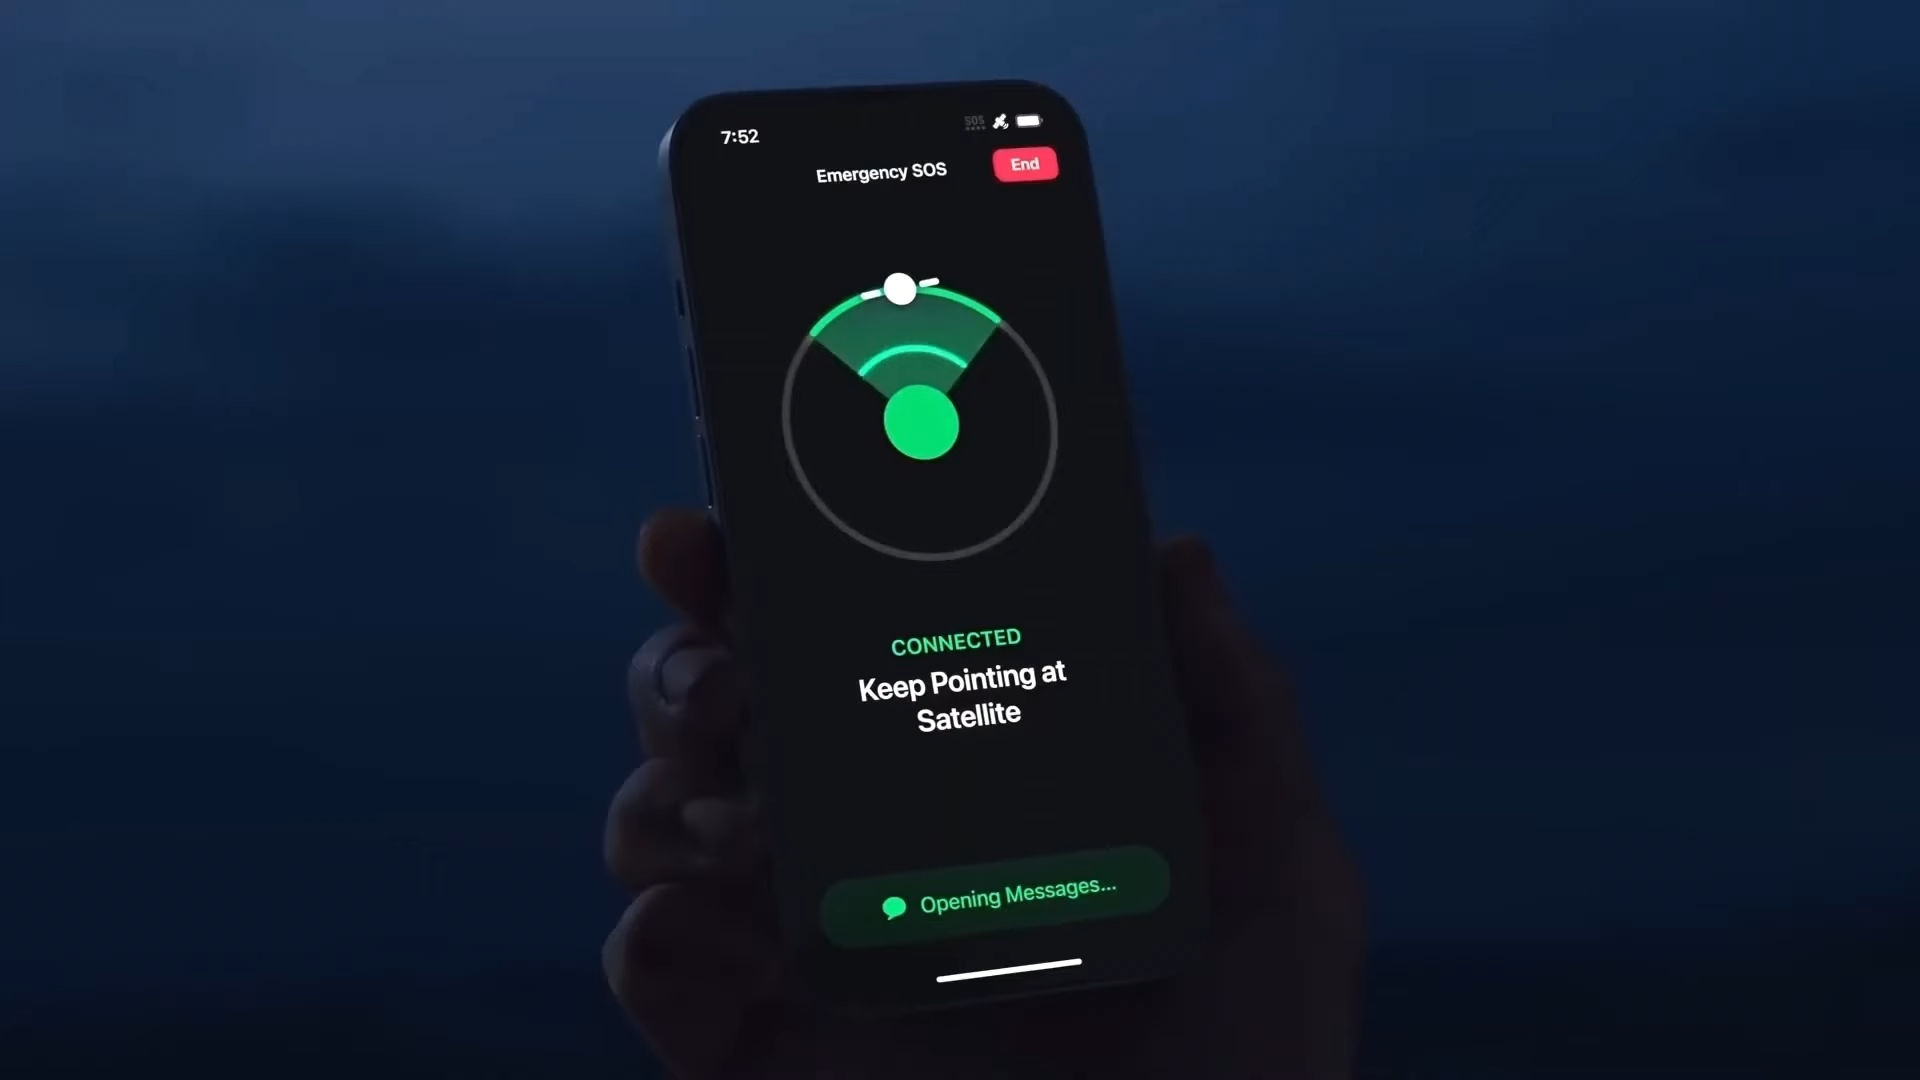 7:52
SOS
Emergency SOS
End
CONNECTED
Keep Pointing at
Satellite
Opening Messages...